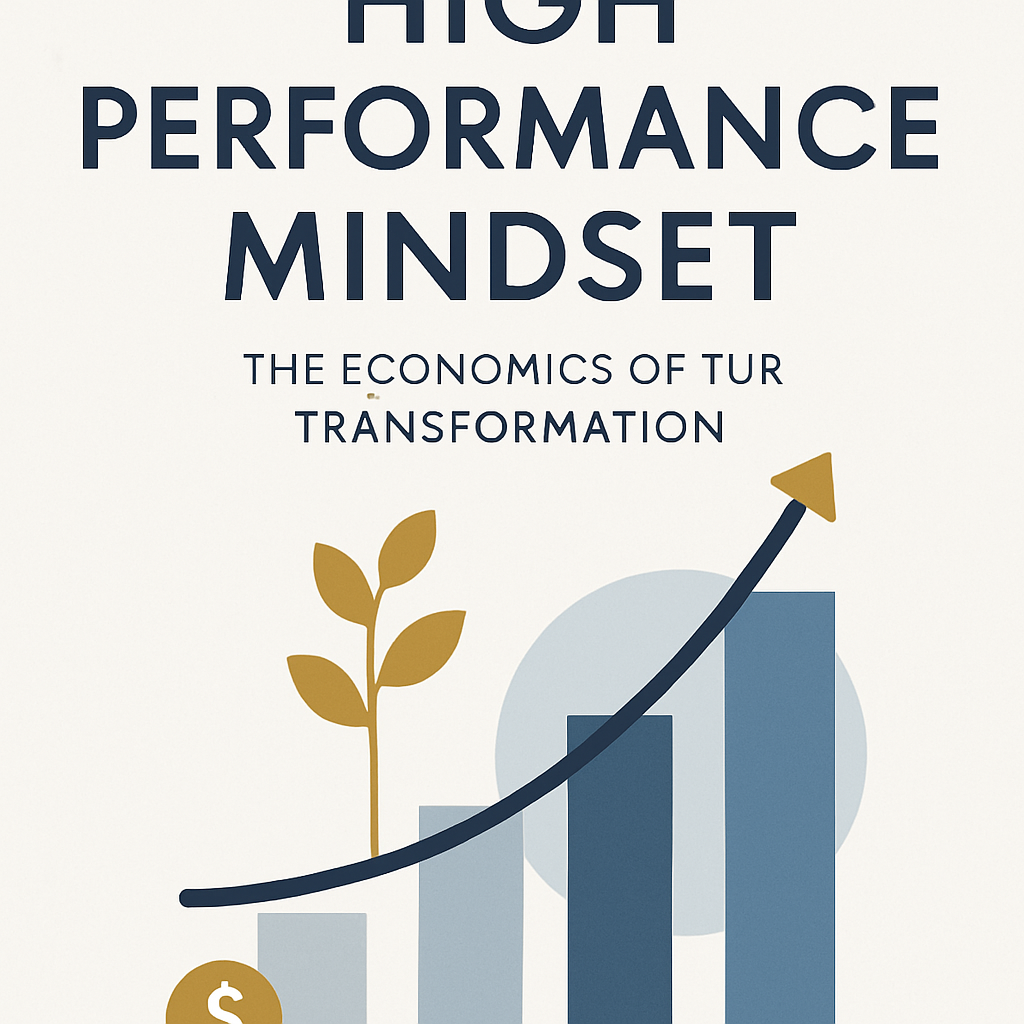 HIGH
PERFORMANCE
MINDSET
THE ECONOMICS OF TUR
TRANSFORMATION
$